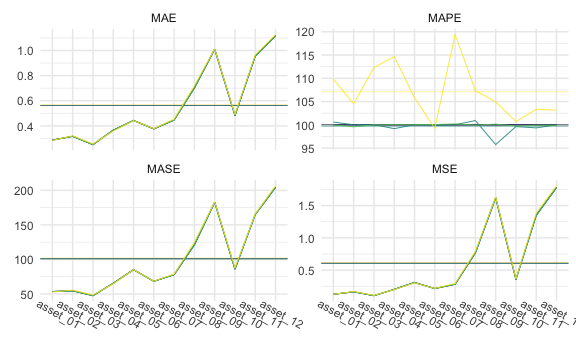 MAE
MAPE
1.0
0.8
0.6
0.4
120
115
110
105
100
95
MASE
MSE
200
150
100
50
1.5
1.0
0.5
asset_01
asset_02
asset_03
asset_04
asset_05
asset_06
asset_07
asset_08
asset_09
asset_10
asset_11
asset_12
asset_01
asset_02
asset_03
asset_04
asset_05
asset_06
asset_07
asset_08
asset_09
asset_10
asset_11